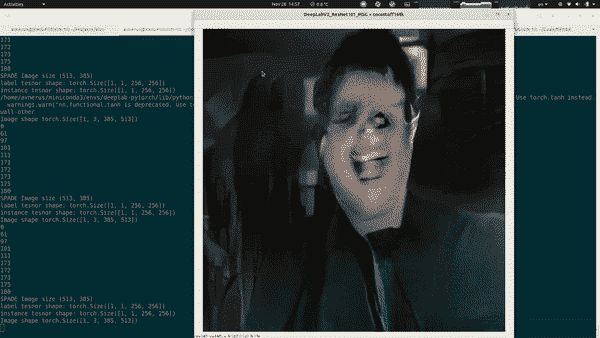 Activities
Nov 28 14:57
0.8°C
DeepLabV2_ResNet101_MSC + cocostuff164k
171
172
173
175
180
SPADE Image size (513, 385)
label tesnor shape: torch.Size([1, 1, 256, 256])
instance tesnor shape: torch.Size([1, 1, 256, 256])
/home/avnerus/miniconda3/envs/deeplab-pytorch/lib/python
Use torch.tanh instead
warnings.warn("nn.functional.tanh is deprecated. Use t
wall-other
Image shape torch.Size([1, 3, 385, 513])
0
61
97
101
111
171
172
173
175
180
SPADE Image size (513, 385)
label tesnor shape: torch.Size([1, 1, 256, 256])
instance tesnor shape: torch.Size([1, 1, 256, 256])
Image shape torch.Size([1, 3, 385, 513])
0
61
97
101
111
171
172
173
175
180
SPADE Image size (513, 385)
label tesnor shape: torch.Size([1, 1, 256, 256])
instance tesnor shape: torch.Size([1, 1, 256, 256])
Image shape torch.Size([1, 3, 385, 513])